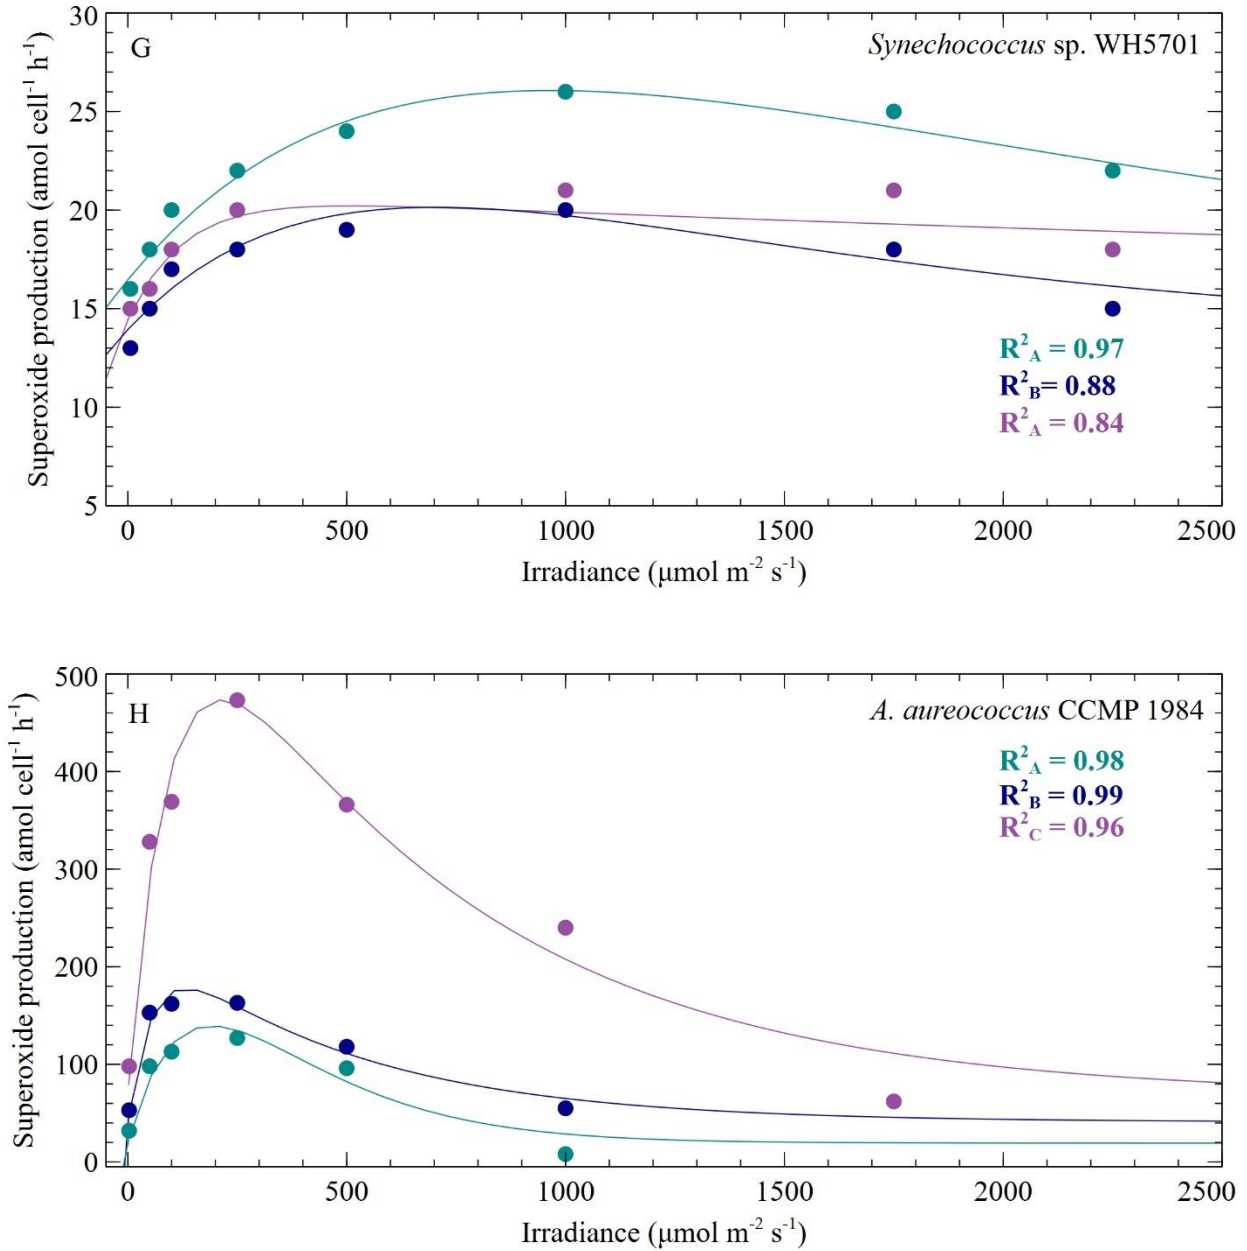 G
Synechococcus sp. WH5701
Superoxide production (amol cell⁻¹ h⁻¹)
30
25
20
15
10
5
R²A = 0.97
R²B= 0.88
R²A = 0.84
0 500 1000 1500 2000 2500
Irradiance (μmol m⁻² s⁻¹)
H
A. aureococcus CCMP 1984
Superoxide production (amol cell⁻¹ h⁻¹)
500
400
300
200
100
0
R²A = 0.98
R²B = 0.99
R²C = 0.96
0 500 1000 1500 2000 2500
Irradiance (μmol m⁻² s⁻¹)